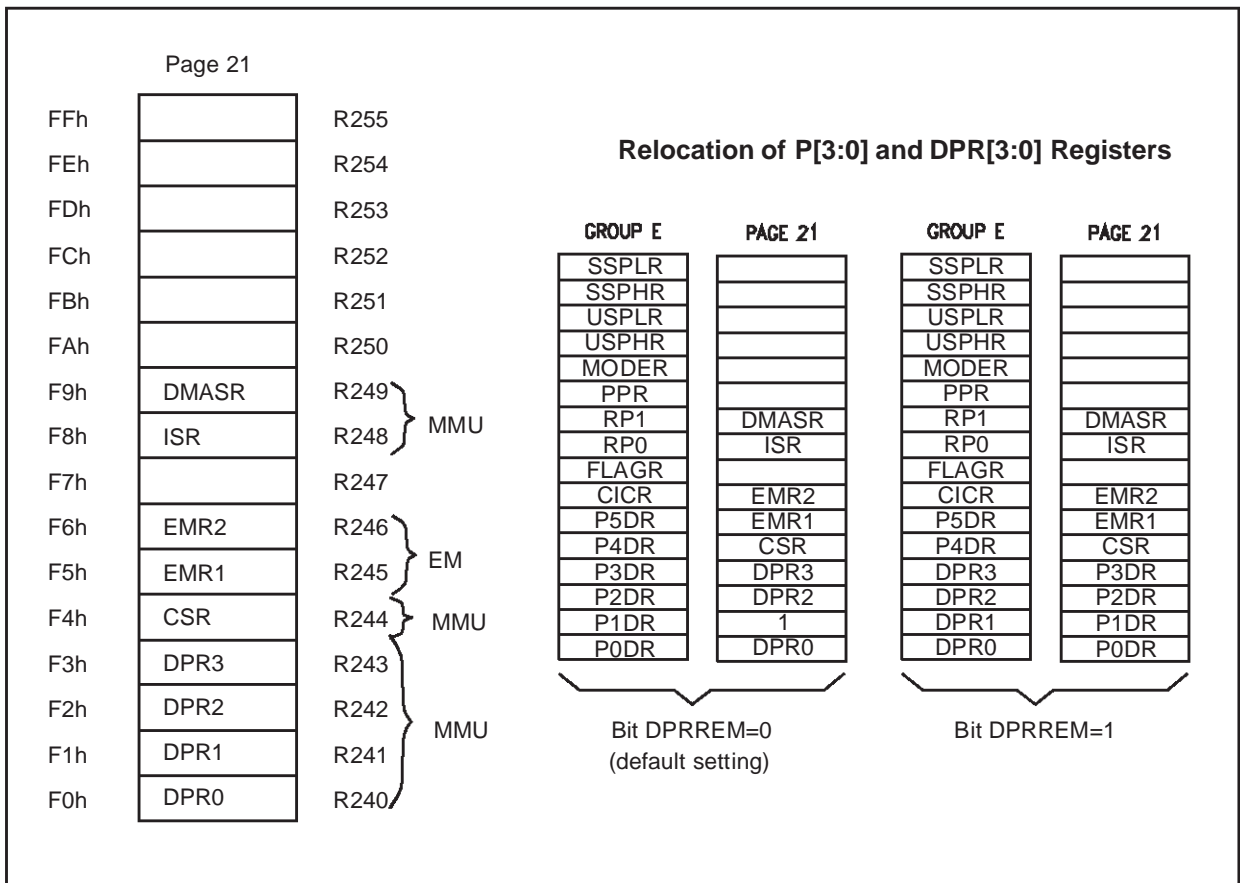 Page 21
FFh R255
FEh R254
FDh R253
FCh R252
FBh R251
FAh R250
F9h DMASR R249
F8h ISR R248
MMU
F7h R247
F6h EMR2 R246
F5h EMR1 R245
EM
F4h CSR R244 MMU
F3h DPR3 R243
F2h DPR2 R242
F1h DPR1 R241
F0h DPR0 R240
MMU
Relocation of P[3:0] and DPR[3:0] Registers
GROUP E PAGE 21 GROUP E PAGE 21
SSPLR SSPLR
SSPHR SSPHR
USPLR USPLR
USPHR USPHR
MODER MODER
PPR PPR
RP1 DMASR RP1 DMASR
RP0 ISR RP0 ISR
FLAGR FLAGR
CICR EMR2 CICR EMR2
P5DR EMR1 P5DR EMR1
P4DR CSR P4DR CSR
P3DR DPR3 DPR3 P3DR
P2DR DPR2 DPR2 P2DR
P1DR 1 DPR1 P1DR
P0DR DPR0 DPR0 P0DR
Bit DPRREM=0 Bit DPRREM=1
(default setting)